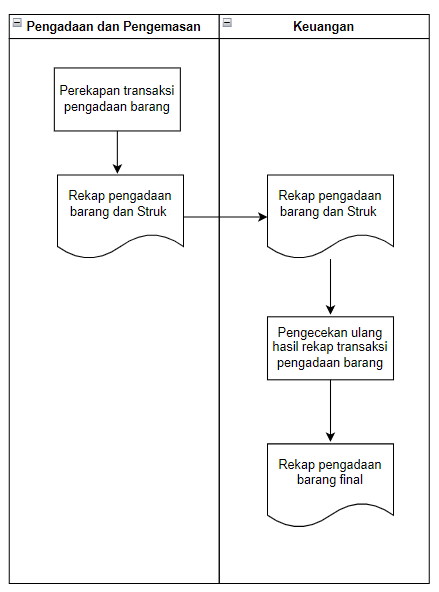 Pengadaan dan Pengemasan
Keuangan
Perekapan transaksi
pengadaan barang
Rekap pengadaan
barang dan Struk
Rekap pengadaan
barang dan Struk
Pengecekan ulang
hasil rekap transaksi
pengadaan barang
Rekap pengadaan
barang final